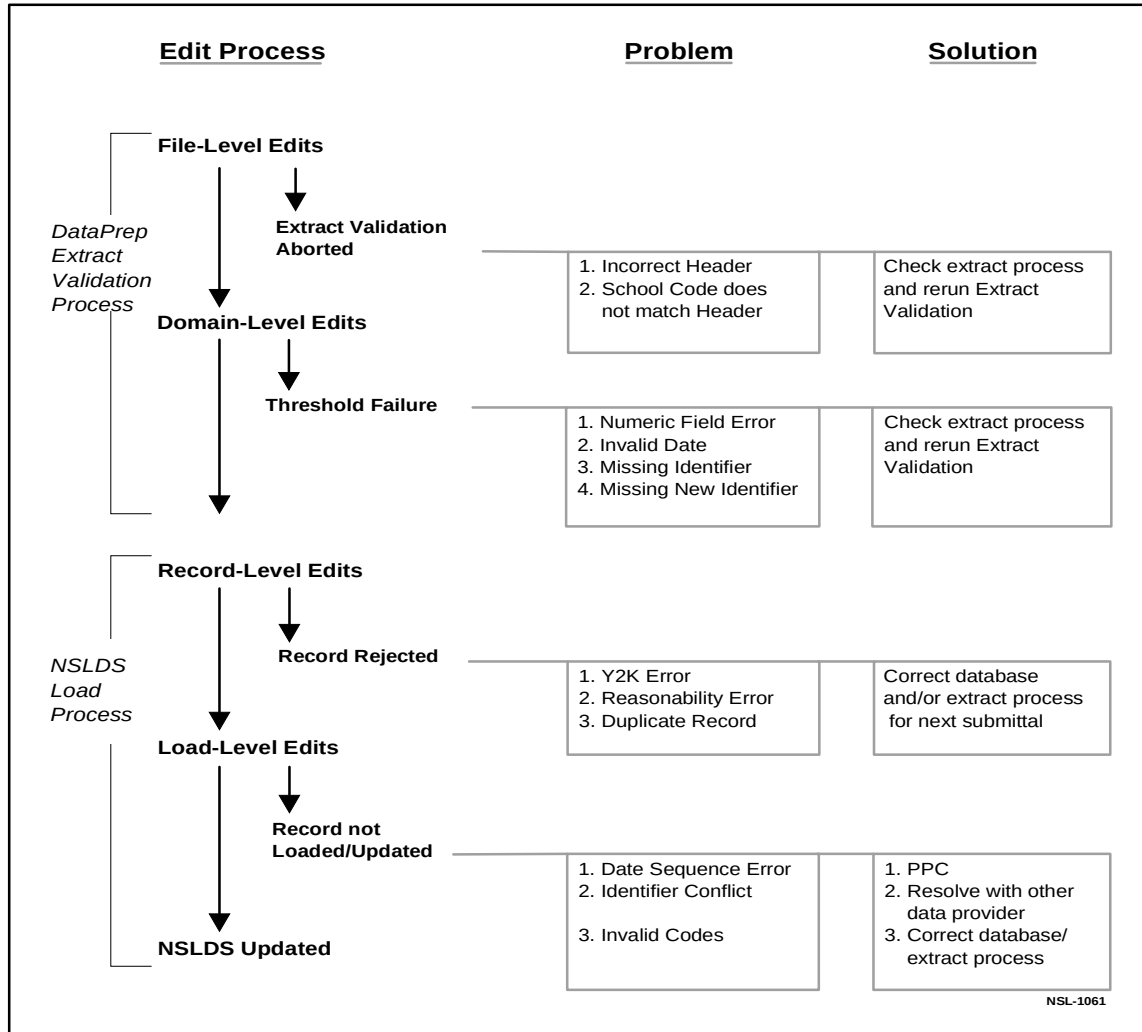 Edit Process
Problem
Solution
File-Level Edits
DataPrep
Extract
Validation
Process
Extract Validation
Aborted
1. Incorrect Header
2. School Code does
not match Header
Check extract process
and rerun Extract
Validation
Domain-Level Edits
Threshold Failure
1. Numeric Field Error
2. Invalid Date
3. Missing Identifier
4. Missing New Identifier
Check extract process
and rerun Extract
Validation
Record-Level Edits
NSLDS
Load
Process
Record Rejected
1. Y2K Error
2. Reasonability Error
3. Duplicate Record
Correct database
and/or extract process
for next submittal
Load-Level Edits
Record not
Loaded/Updated
1. Date Sequence Error
2. Identifier Conflict
3. Invalid Codes
1. PPC
2. Resolve with other
data provider
3. Correct database/
extract process
NSLDS Updated
NSL-1061